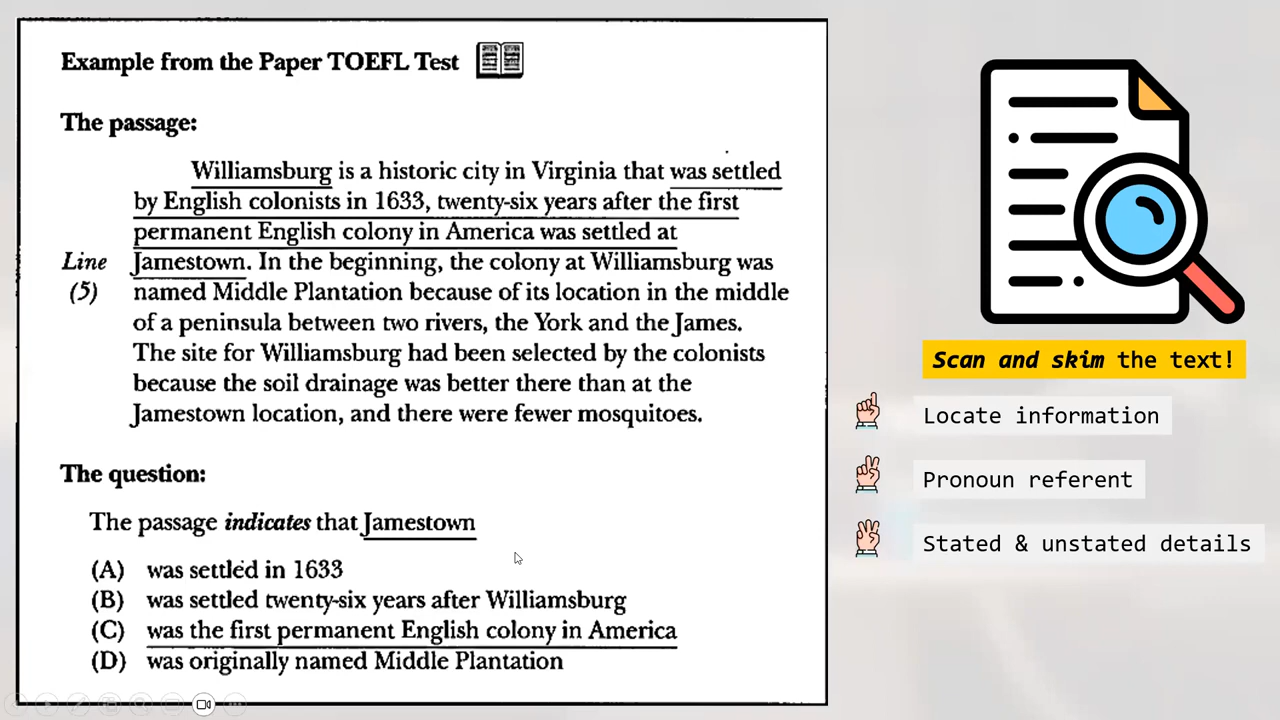 Example from the Paper TOEFL Test
The passage:
Williamsburg is a historic city in Virginia that was settled
by English colonists in 1633, twenty-six years after the first
permanent English colony in America was settled at
Line Jamestown. In the beginning, the colony at Williamsburg was
(5) named Middle Plantation because of its location in the middle
of a peninsula between two rivers, the York and the James.
The site for Williamsburg had been selected by the colonists
because the soil drainage was better there than at the
Jamestown location, and there were fewer mosquitoes.
The question:
The passage indicates that Jamestown
(A) was settled in 1633
(B) was settled twenty-six years after Williamsburg
(C) was the first permanent English colony in America
(D) was originally named Middle Plantation
Scan and skim the text!
Locate information
Pronoun referent
Stated & unstated details